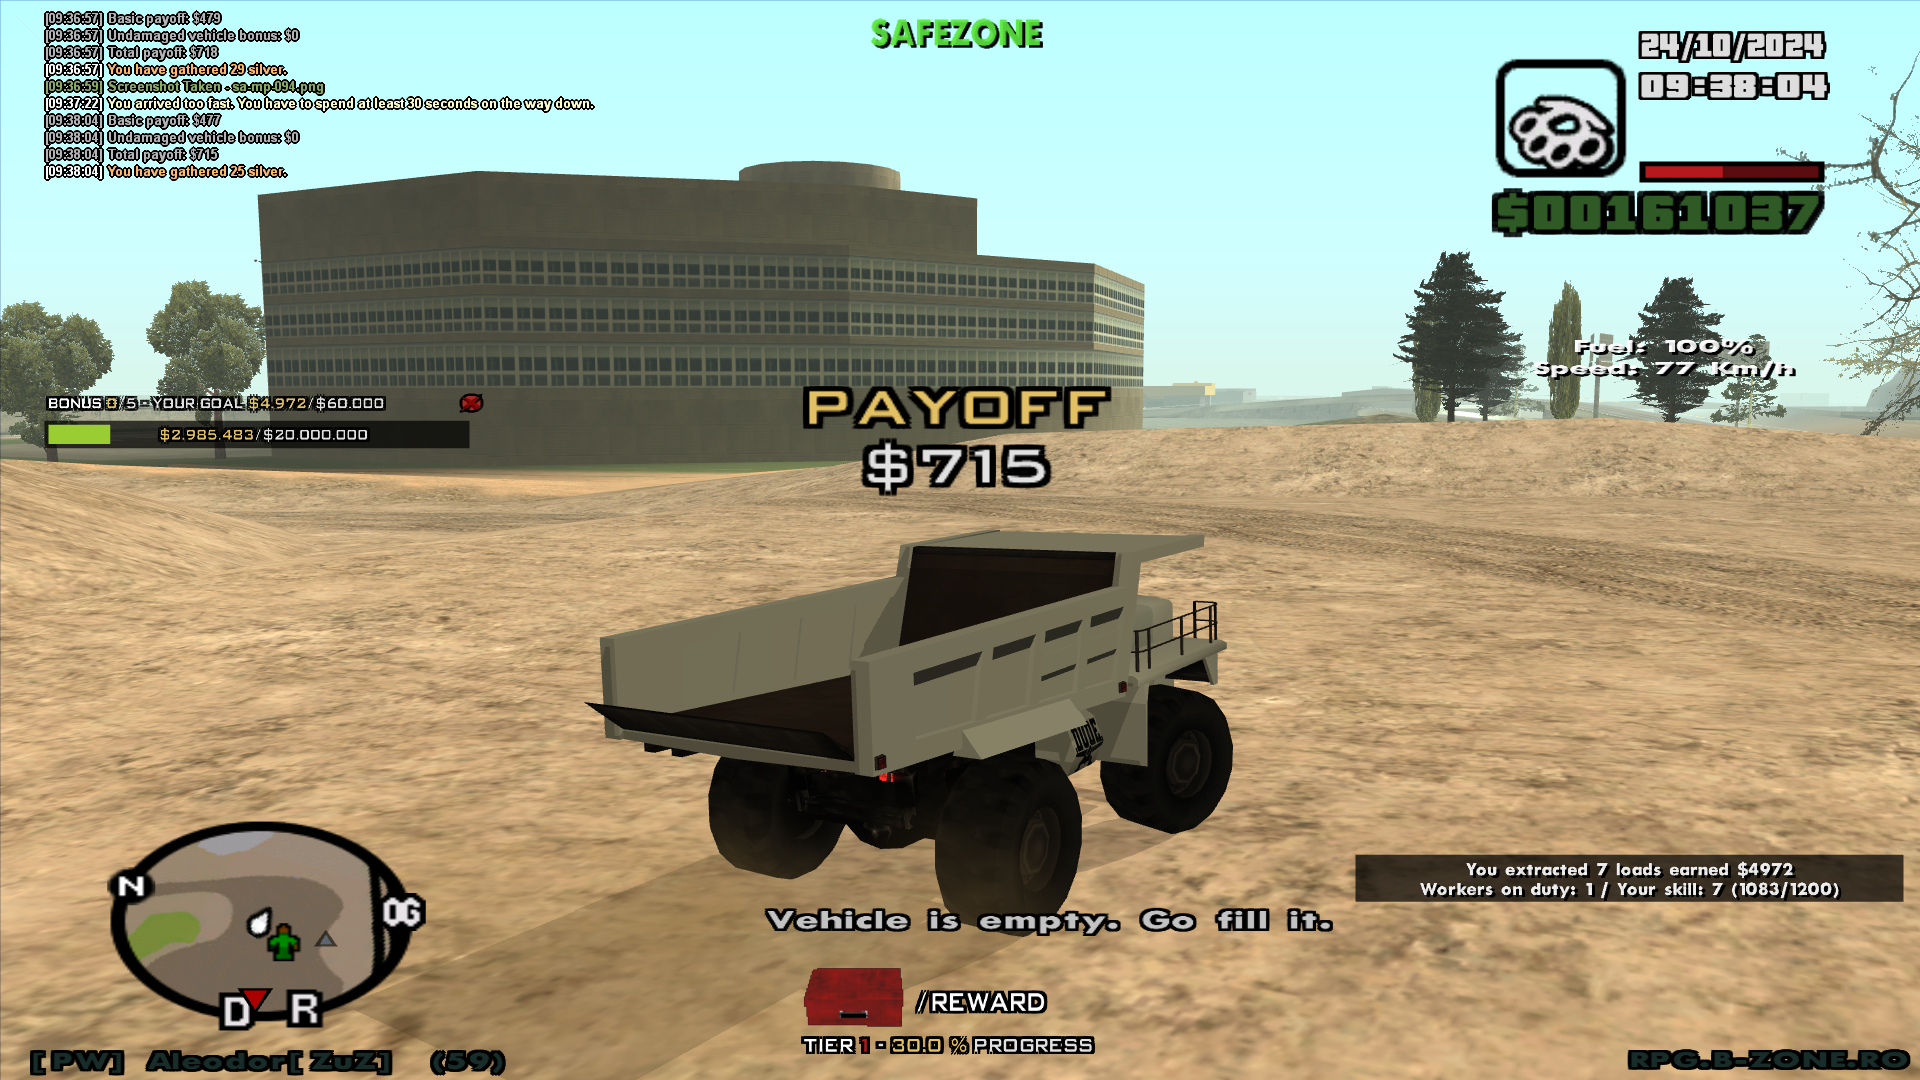 [09:36:57] Basic payoff: $479
[09:36:57] Undamaged vehicle bonus: $0
[09:36:57] Total payoff: $718
[09:36:57] You have gathered 29 silver.
[09:36:59] Screenshot Taken - sa-mp-094.png
[09:37:22] You arrived too fast. You have to spend at least 30 seconds on the way down.
[09:38:04] Basic payoff: $477
[09:38:04] Undamaged vehicle bonus: $0
[09:38:04] Total payoff: $715
[09:38:04] You have gathered 25 silver.
SAFEZONE
24/10/2024
09:38:04
$00161037
Fuel: 100%
Speed: 77 Km/h
BONUS 0/5 - YOUR GOAL $4.972/$60.000
$2.985.483/$20.000.000
PAYOFF
$715
DUDE
You extracted 7 loads earned $4972
Workers on duty: 1 / Your skill: 7 (1083/1200)
Vehicle is empty. Go fill it.
N
OG
D
R
/REWARD
TIER 1 - 30.0 % PROGRESS
[PW] Aleodor[ZuZ] (59)
RPG.B-ZONE.RO